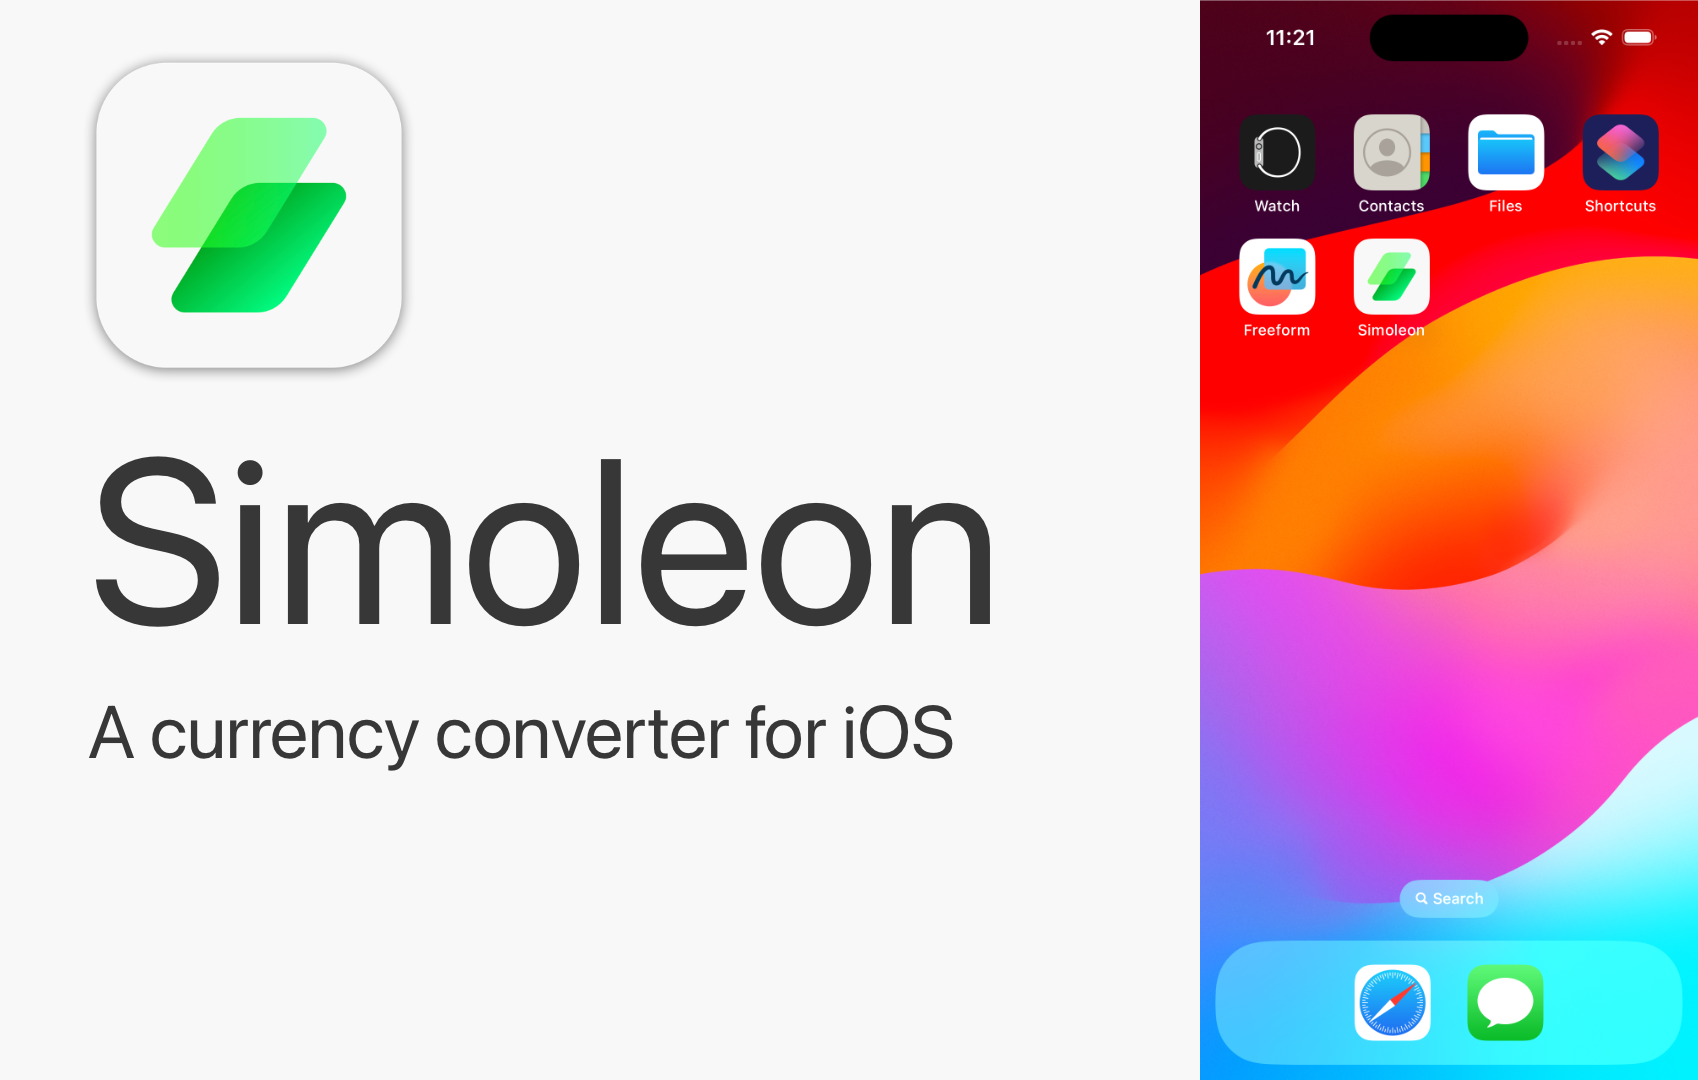 Simoleon
A currency converter for iOS
11:21
Watch Contacts Files Shortcuts
Freeform Simoleon
Search